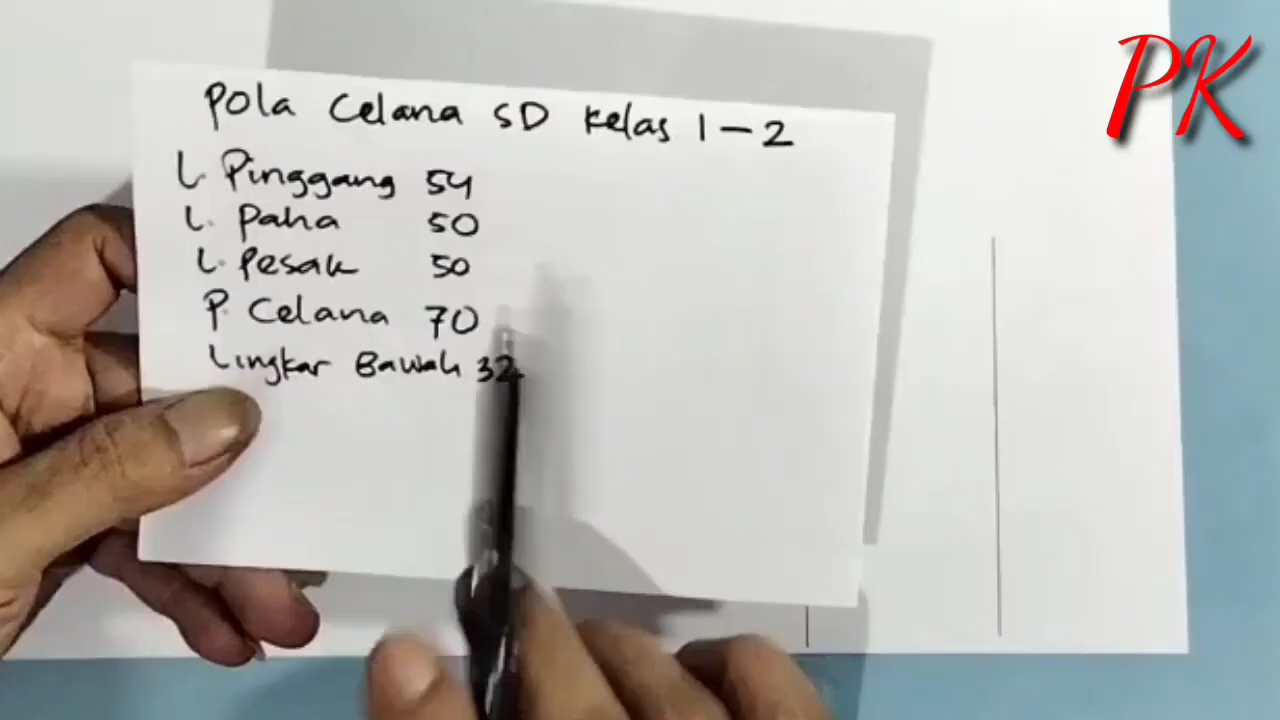 PK
Pola Celana SD Kelas 1-2
L. Pinggang 54
L. Paha 50
L. Pesak 50
P. Celana 70
Lingkar Bawah 32